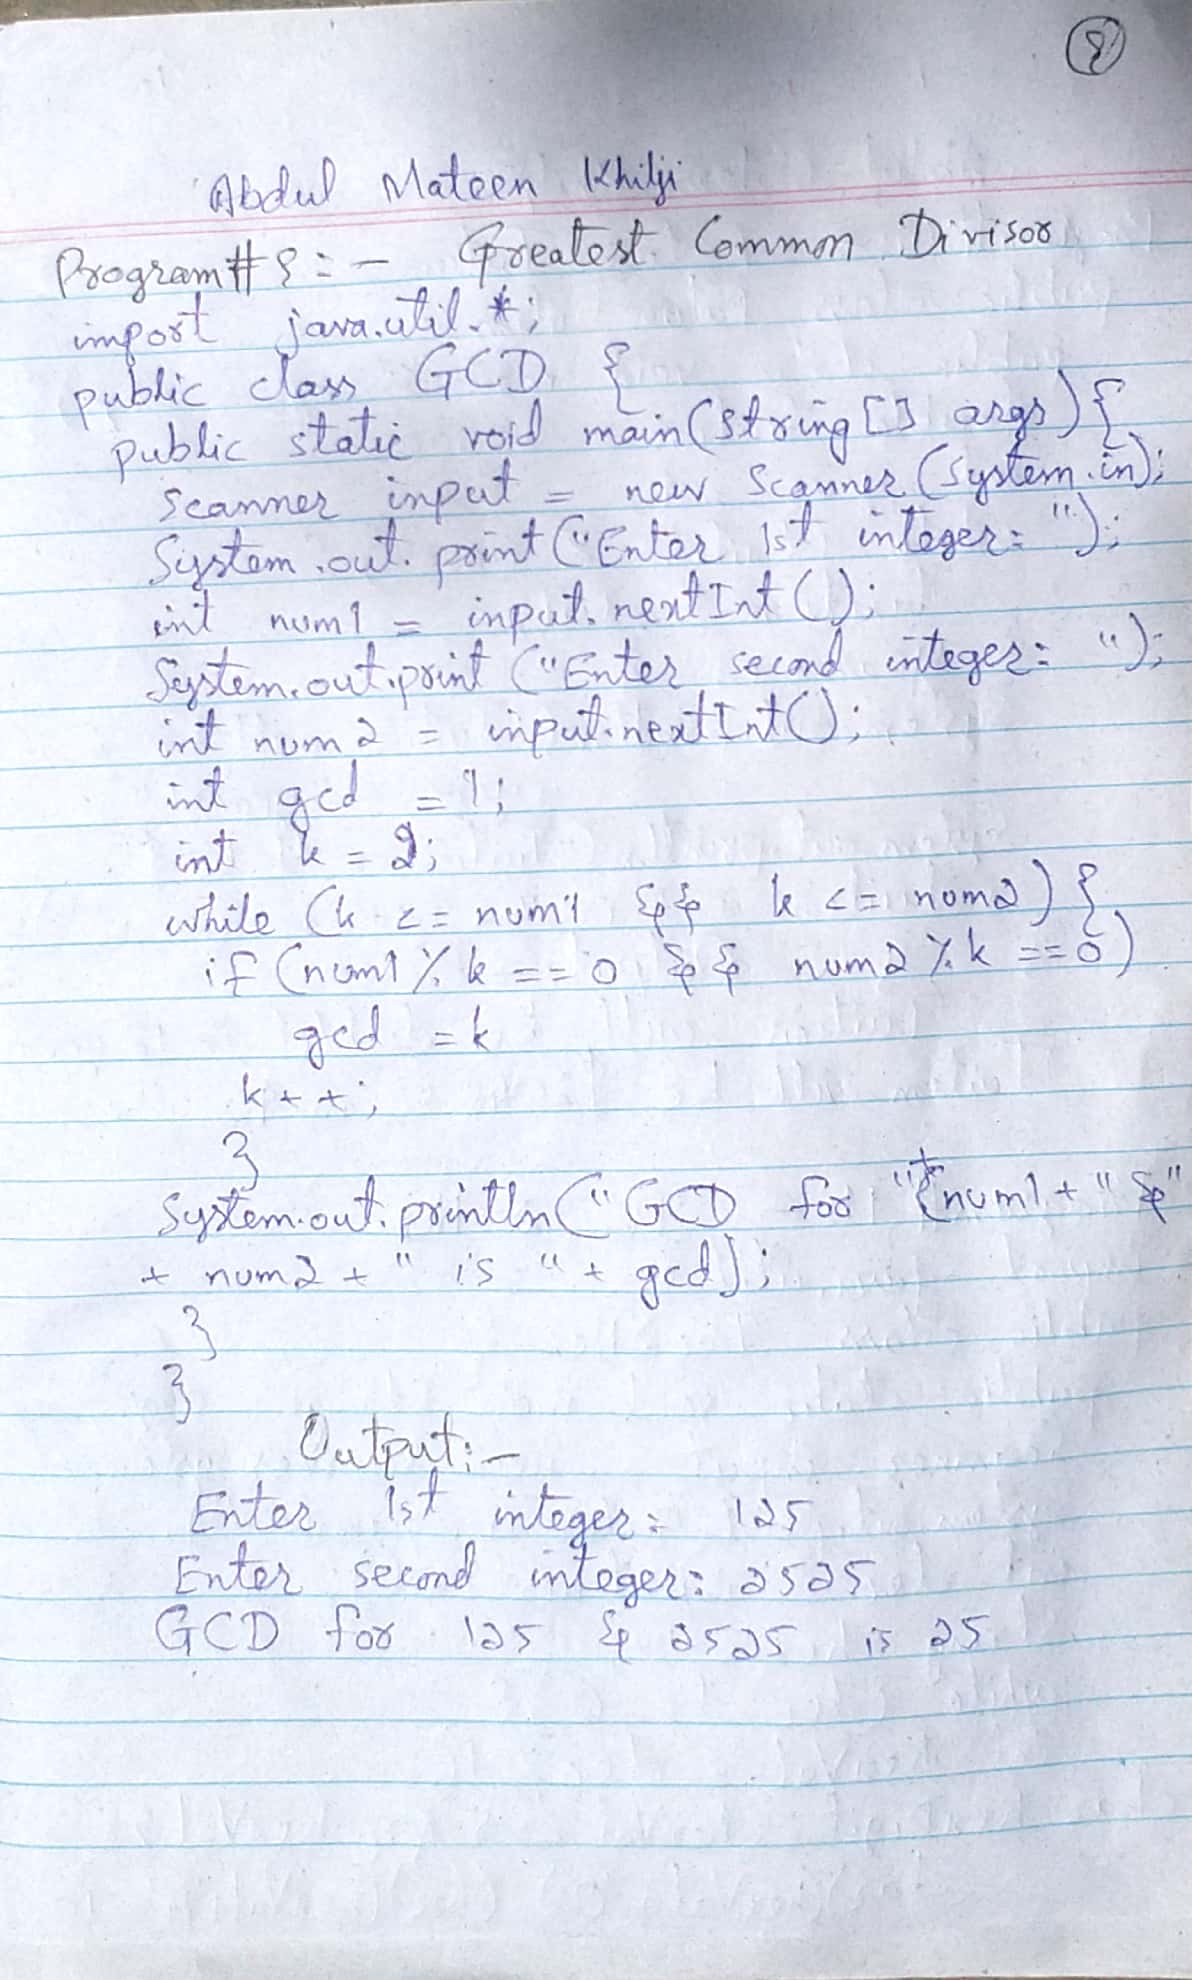 8
Abdul Mateen Khilji
Program # 8 :- Greatest Common Divisor
import java.util.*;
public class GCD {
public static void main(string[] args){
Scanner input = new Scanner (System.in);
System.out.print("Enter 1st integer: ");
int num1 = input.nextInt();
System.out.print ("Enter second integer: ");
int num2 = input.nextInt();
int gcd = 1;
int k = 2;
while (k <= num1 && k <= num2) {
if (num1 % k == 0 && num2 % k == 0)
gcd = k
k++;
}
System.out.println("GCD for "+num1+" &"
+ num2 + " is " + gcd);
}
}
Output:-
Enter 1st integer: 125
Enter second integer: 2525
GCD for 125 & 2525 is 25